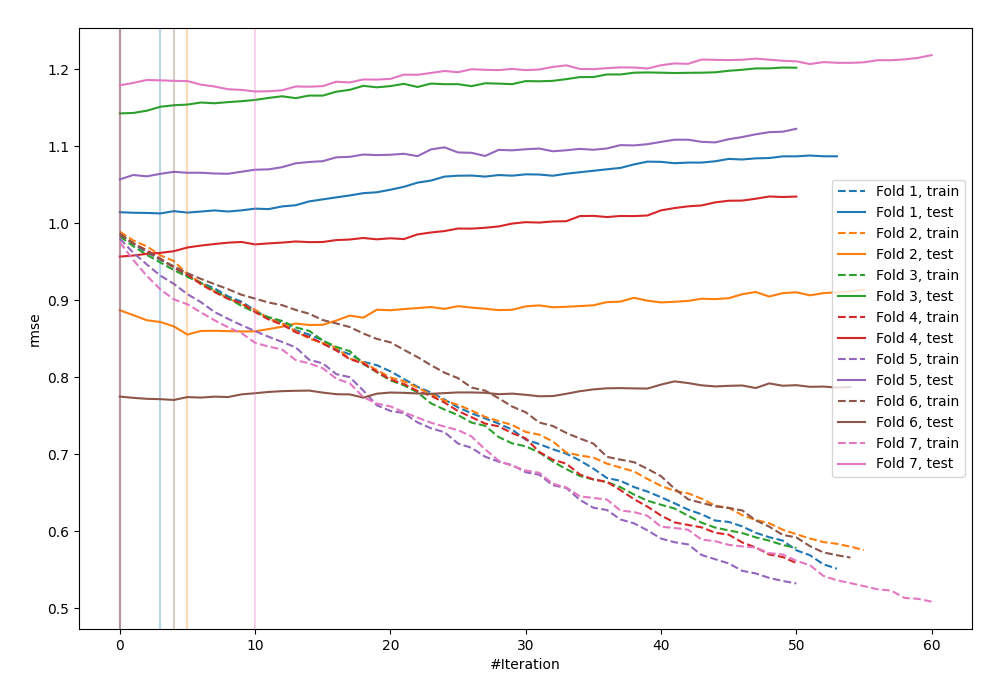 1.2
1.1
1.0
0.9
0.8
0.7
0.6
0.5
rmse
0
10
20
30
40
50
60
#Iteration
Fold 1, train
Fold 1, test
Fold 2, train
Fold 2, test
Fold 3, train
Fold 3, test
Fold 4, train
Fold 4, test
Fold 5, train
Fold 5, test
Fold 6, train
Fold 6, test
Fold 7, train
Fold 7, test